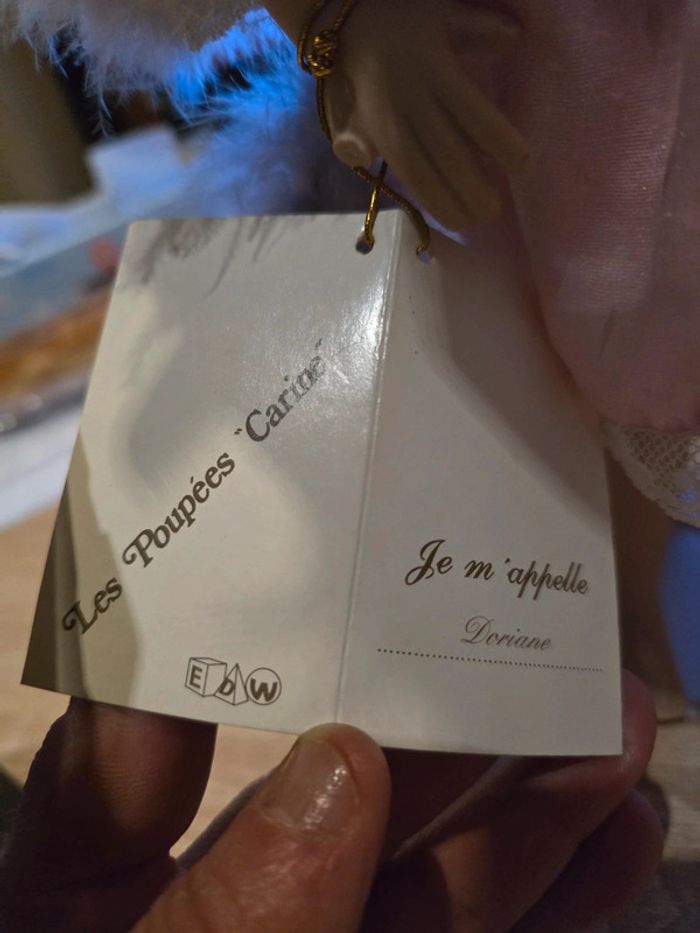 Les Poupées "Carine"
EDW
Je m'appelle
Doriane